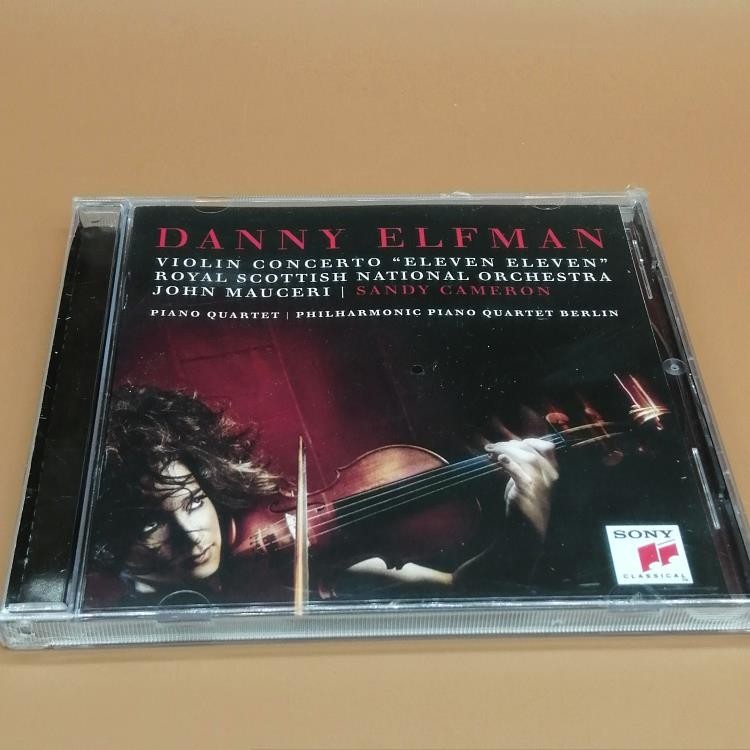 DANNY ELFMAN
VIOLIN CONCERTO “ELEVEN ELEVEN”
ROYAL SCOTTISH NATIONAL ORCHESTRA
JOHN MAUCERI | SANDY CAMERON
PIANO QUARTET | PHILHARMONIC PIANO QUARTET BERLIN
SONY
CLASSICAL